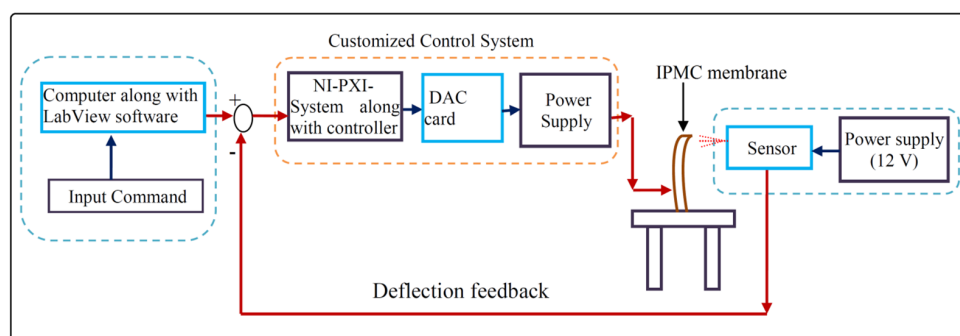 Customized Control System
Computer along with
LabView software
Input Command
+
-
NI-PXI-
System along
with controller
DAC
card
Power
Supply
IPMC membrane
Sensor
Power supply
(12 V)
Deflection feedback